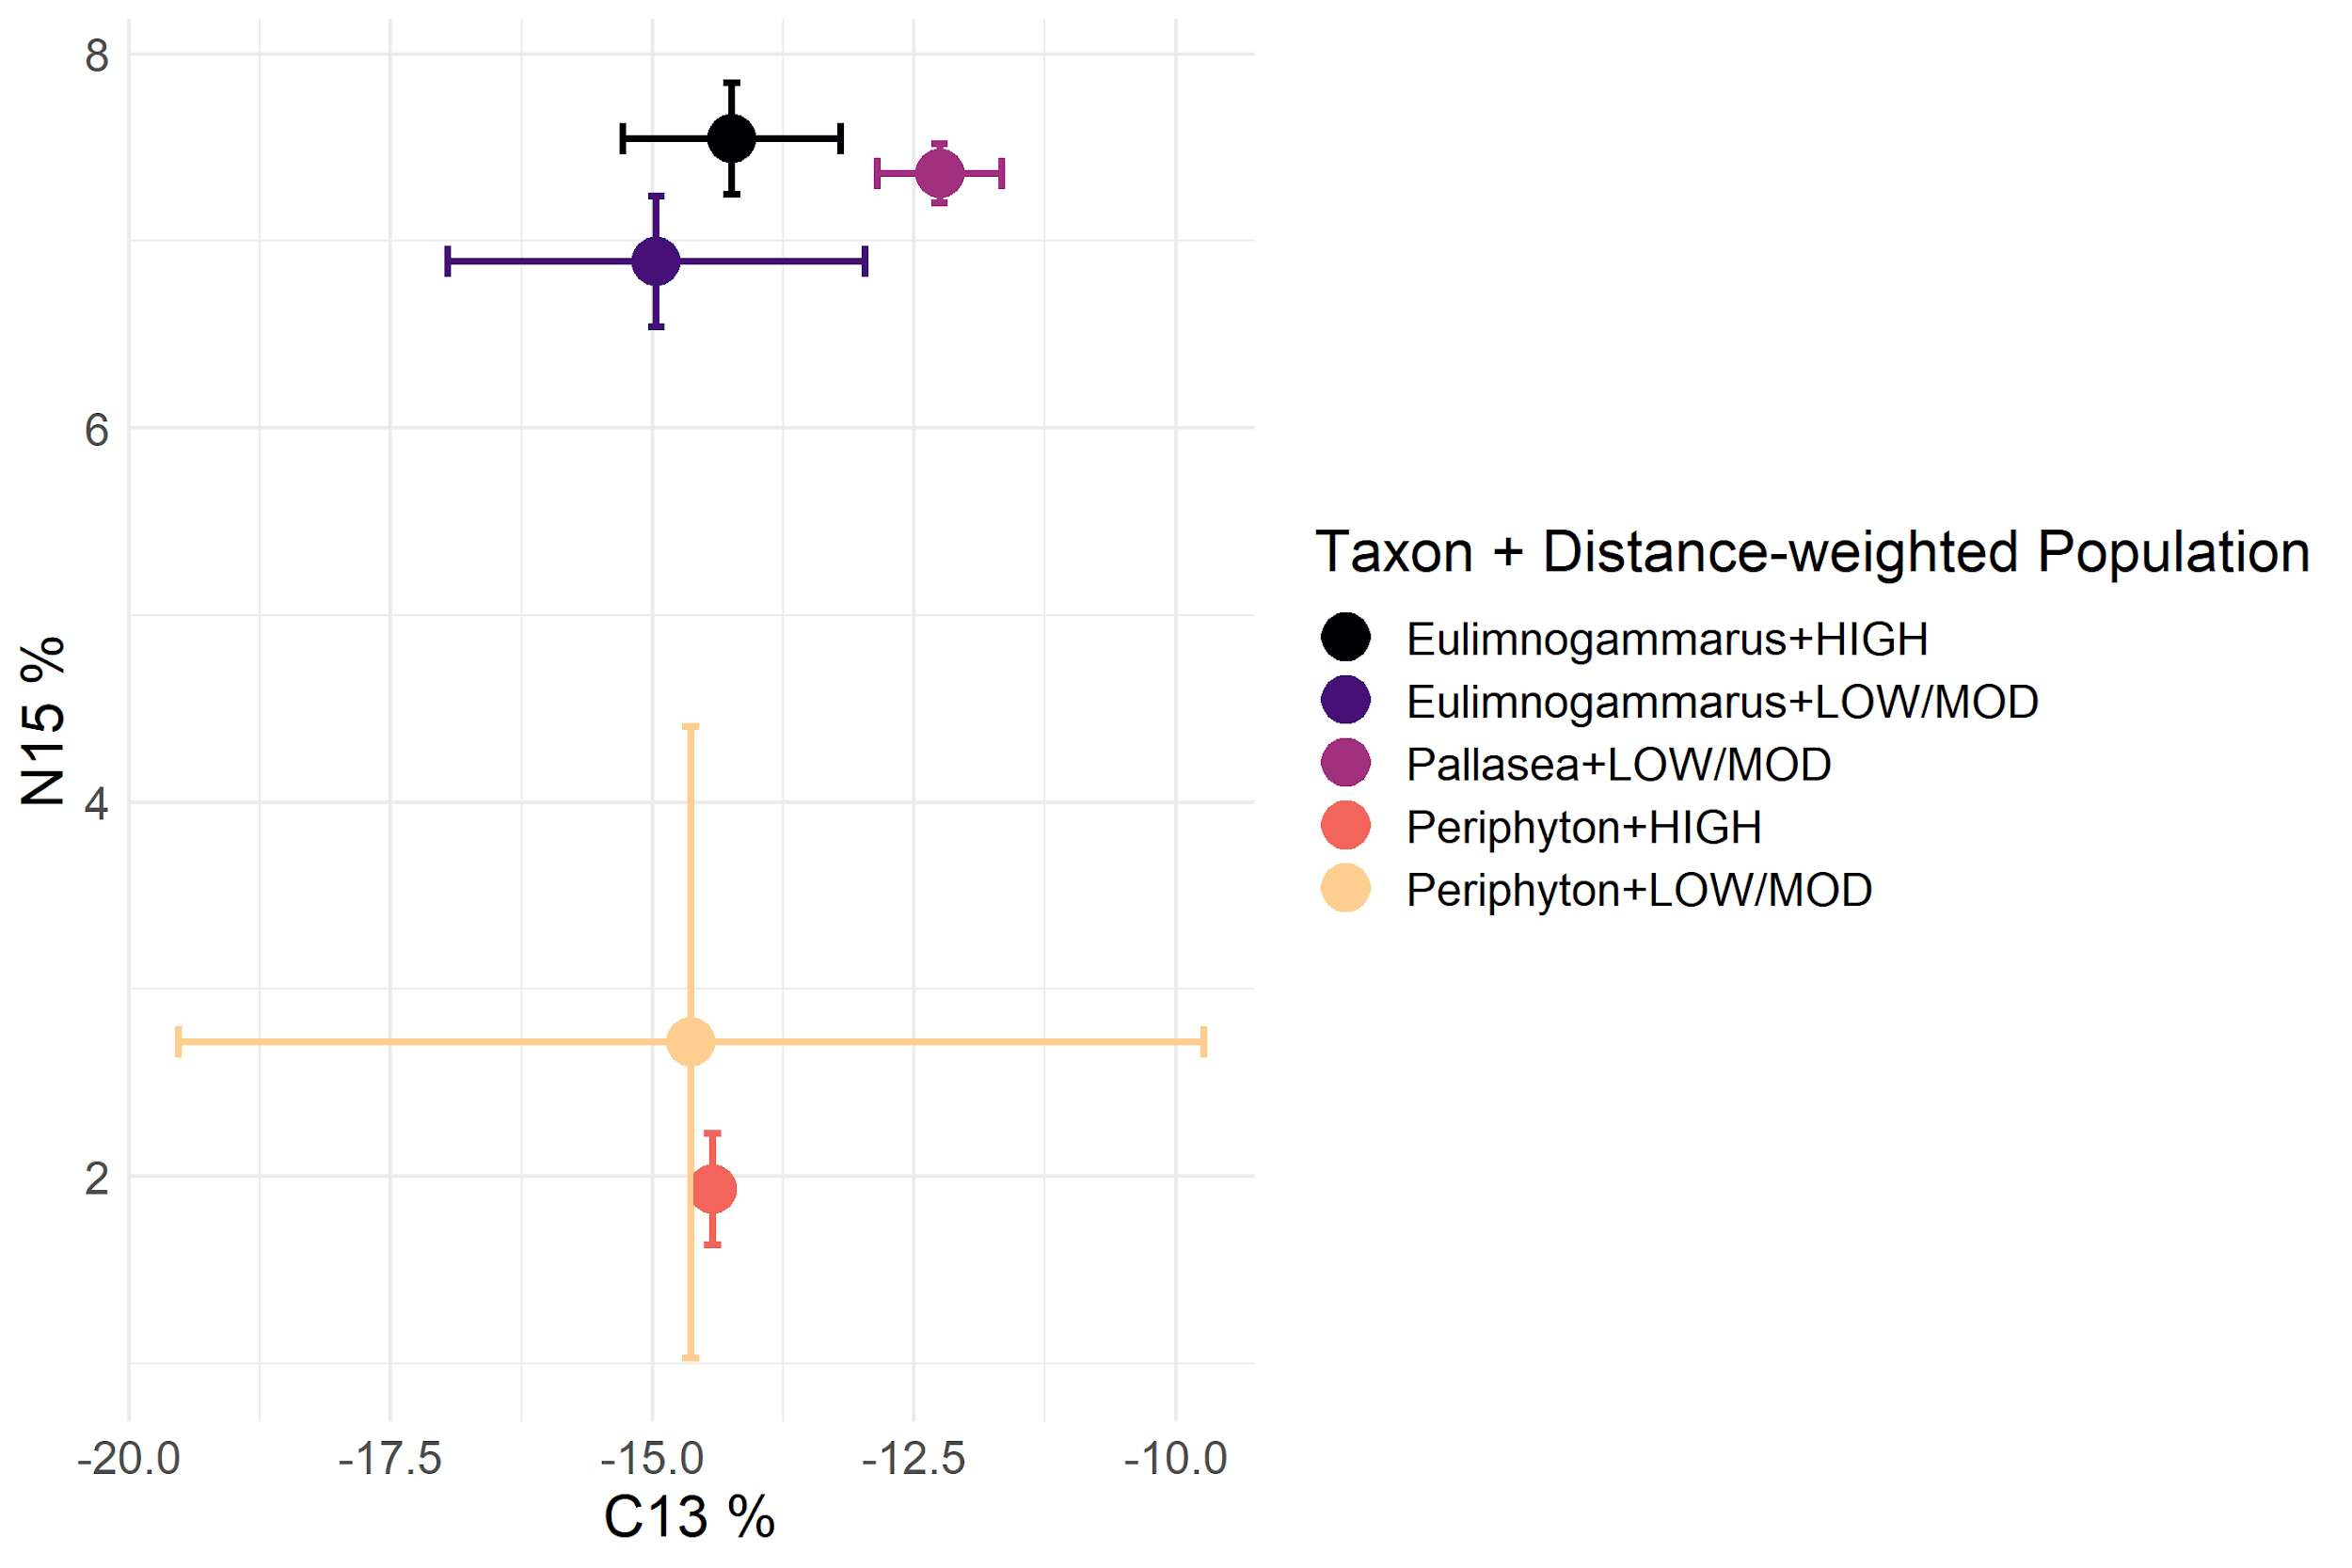 8
6
4
2
N15 %
-20.0
-17.5
-15.0
-12.5
-10.0
C13 %
Taxon + Distance-weighted Population
Eulimnogammarus+HIGH
Eulimnogammarus+LOW/MOD
Pallasea+LOW/MOD
Periphyton+HIGH
Periphyton+LOW/MOD